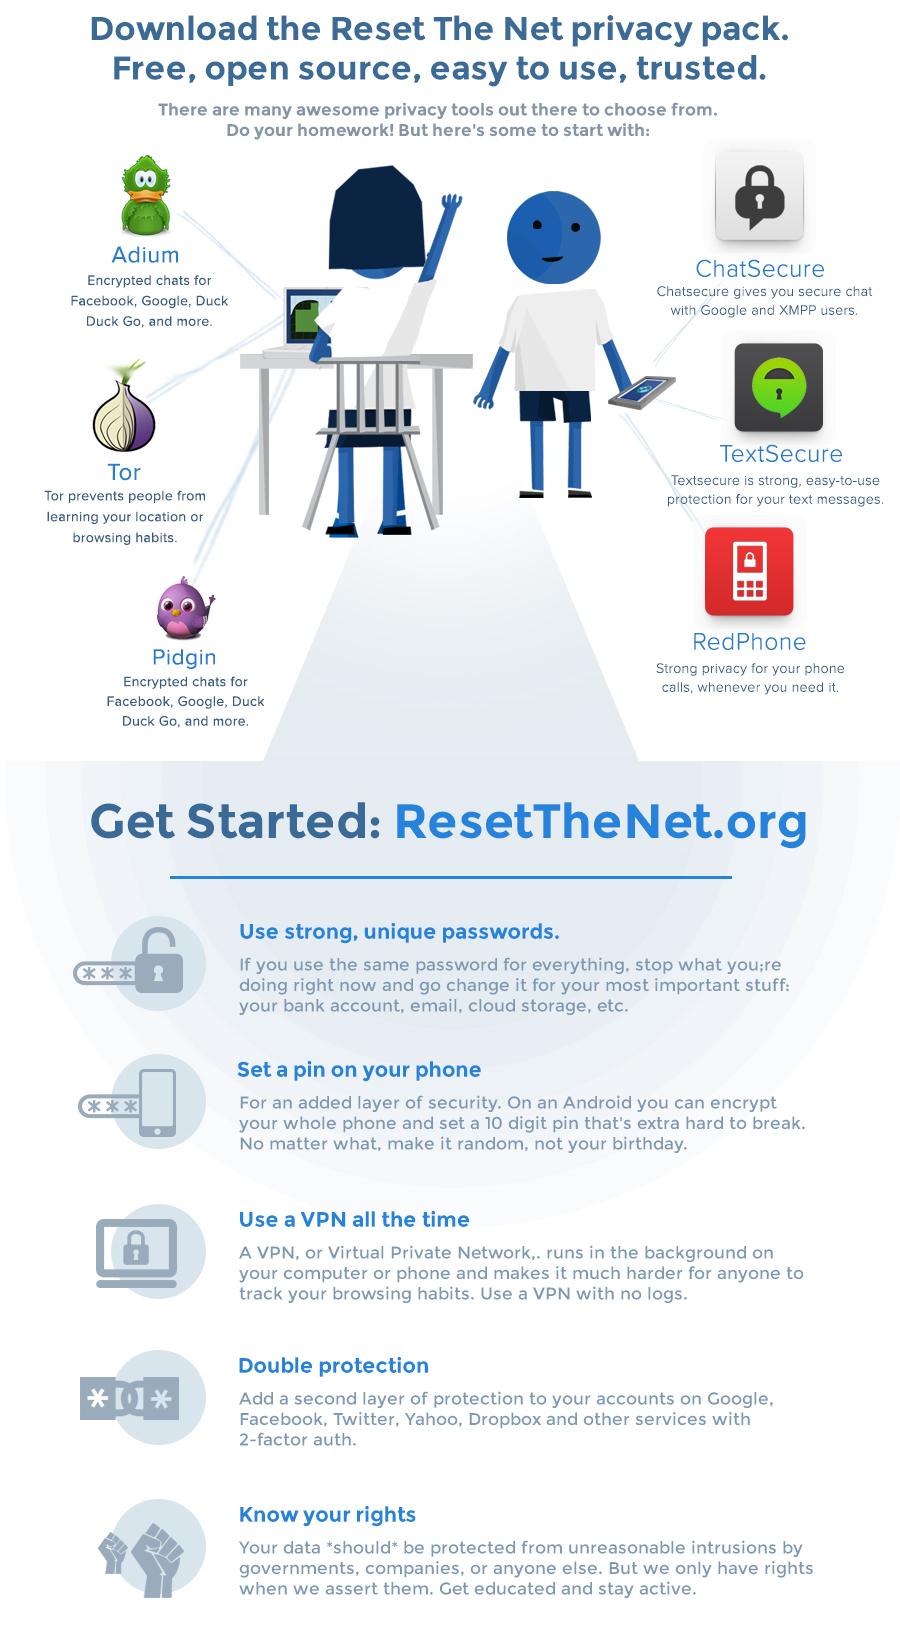 Download the Reset The Net privacy pack.
Free, open source, easy to use, trusted.
There are many awesome privacy tools out there to choose from.
Do your homework! But here's some to start with:
Adium
Encrypted chats for
Facebook, Google, Duck
Duck Go, and more.
Tor
Tor prevents people from
learning your location or
browsing habits.
Pidgin
Encrypted chats for
Facebook, Google, Duck
Duck Go, and more.
ChatSecure
Chatsecure gives you secure chat
with Google and XMPP users.
TextSecure
Textsecure is strong, easy-to-use
protection for your text messages.
RedPhone
Strong privacy for your phone
calls, whenever you need it.
Get Started: ResetTheNet.org
Use strong, unique passwords.
If you use the same password for everything, stop what you;re
doing right now and go change it for your most important stuff:
your bank account, email, cloud storage, etc.
Set a pin on your phone
For an added layer of security. On an Android you can encrypt
your whole phone and set a 10 digit pin that's extra hard to break.
No matter what, make it random, not your birthday.
Use a VPN all the time
A VPN, or Virtual Private Network,. runs in the background on
your computer or phone and makes it much harder for anyone to
track your browsing habits. Use a VPN with no logs.
Double protection
Add a second layer of protection to your accounts on Google,
Facebook, Twitter, Yahoo, Dropbox and other services with
2-factor auth.
Know your rights
Your data *should* be protected from unreasonable intrusions by
governments, companies, or anyone else. But we only have rights
when we assert them. Get educated and stay active.